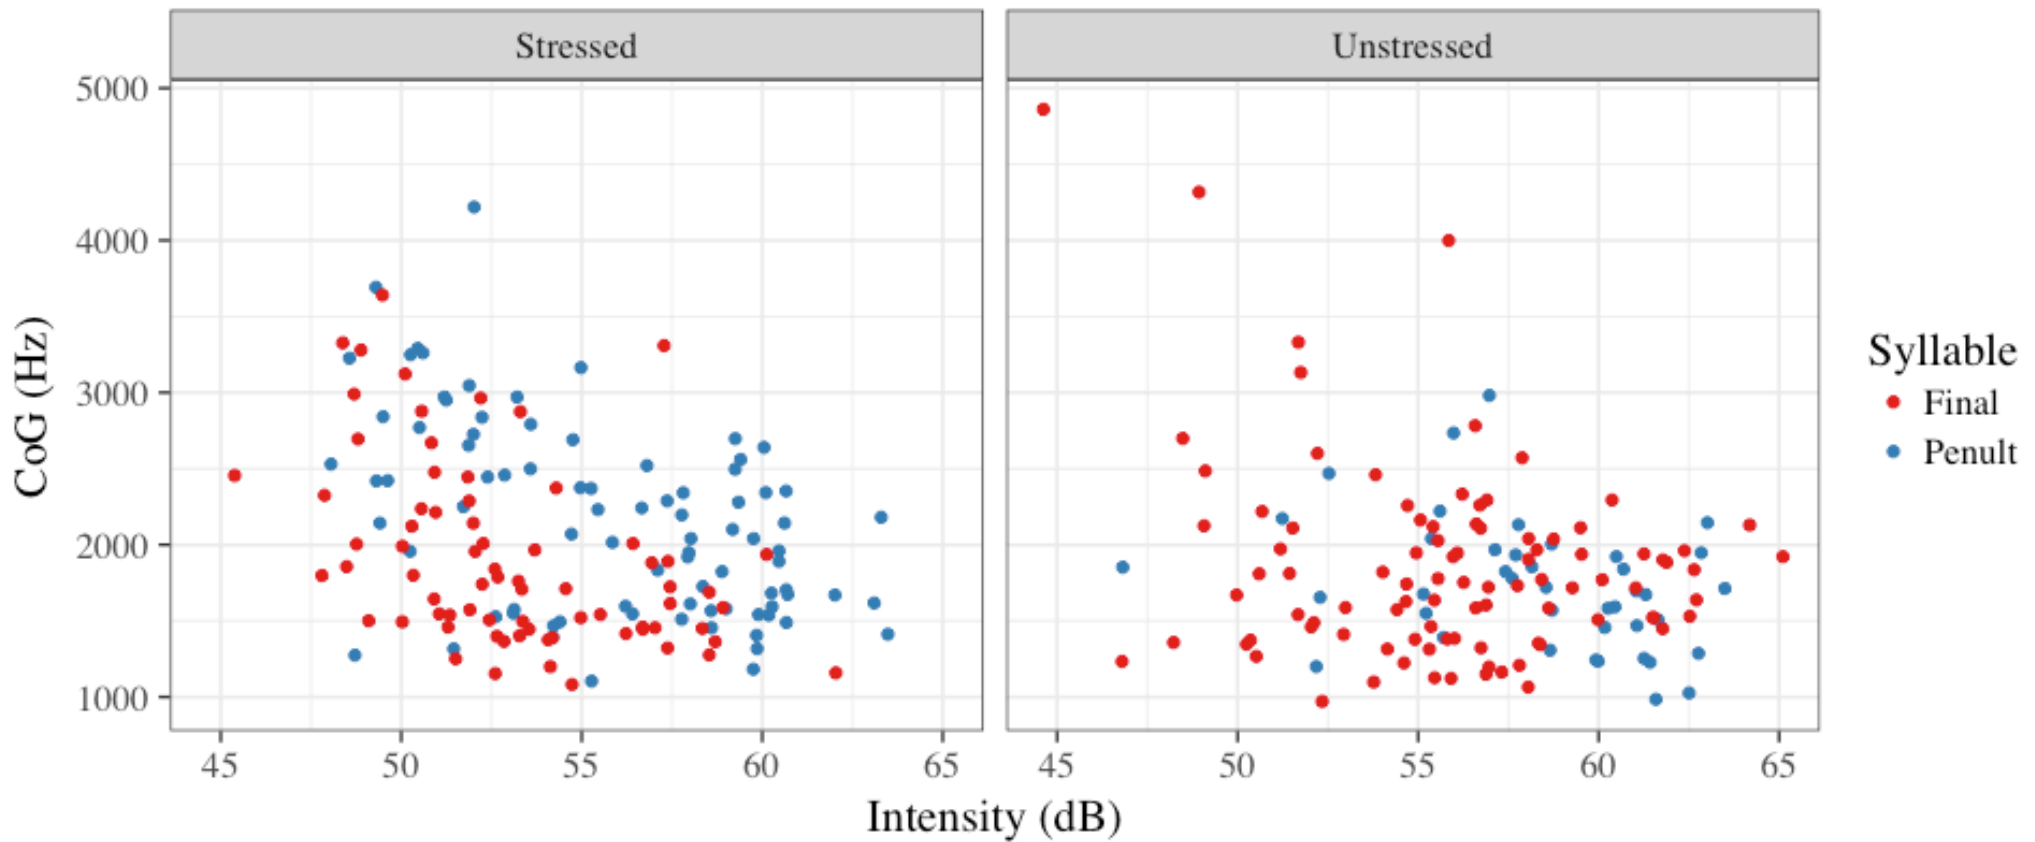 Stressed
Unstressed
5000
4000
3000
2000
1000
CoG (Hz)
45 50 55 60 65
45 50 55 60 65
Intensity (dB)
Syllable
Final
Penult